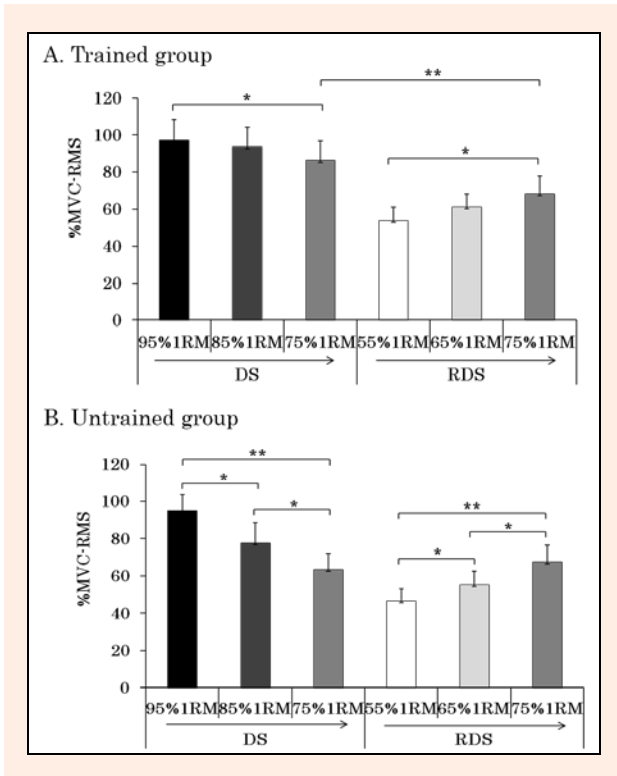 A. Trained group
**
*
*
%MVC-RMS
120
100
80
60
40
20
0
95%1RM 85%1RM 75%1RM 55%1RM 65%1RM 75%1RM
DS RDS
B. Untrained group
**
*
*
**
*
*
%MVC-RMS
120
100
80
60
40
20
0
95%1RM 85%1RM 75%1RM 55%1RM 65%1RM 75%1RM
DS RDS